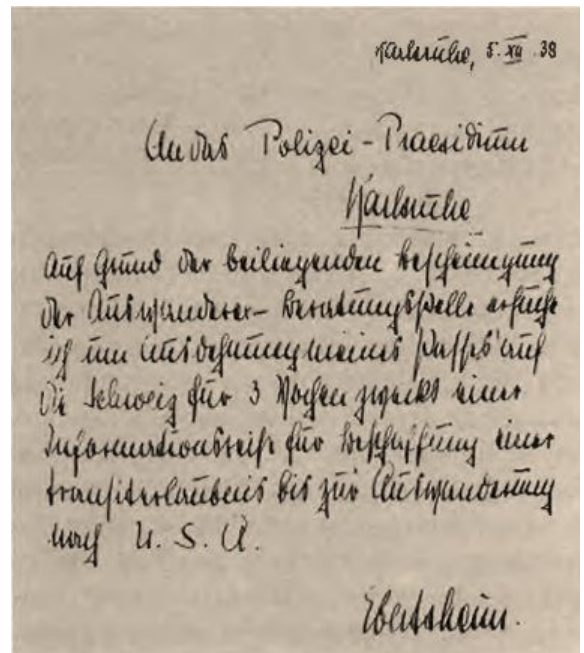 Karlsruhe, 5. XII. 38
An das Polizei-Praesidium
Karlsruhe
Auf Grund der beiliegenden Bescheinigung
der Auswanderer-Beratungsstelle ersuche
ich um Ausdehnung meines Passes auf
die Schweiz für 3 Wochen zwecks einer
Informationsreise für Beschaffung einer
Transiterlaubnis bis zur Auswanderung
nach U. S. A.
Ebertsheim.